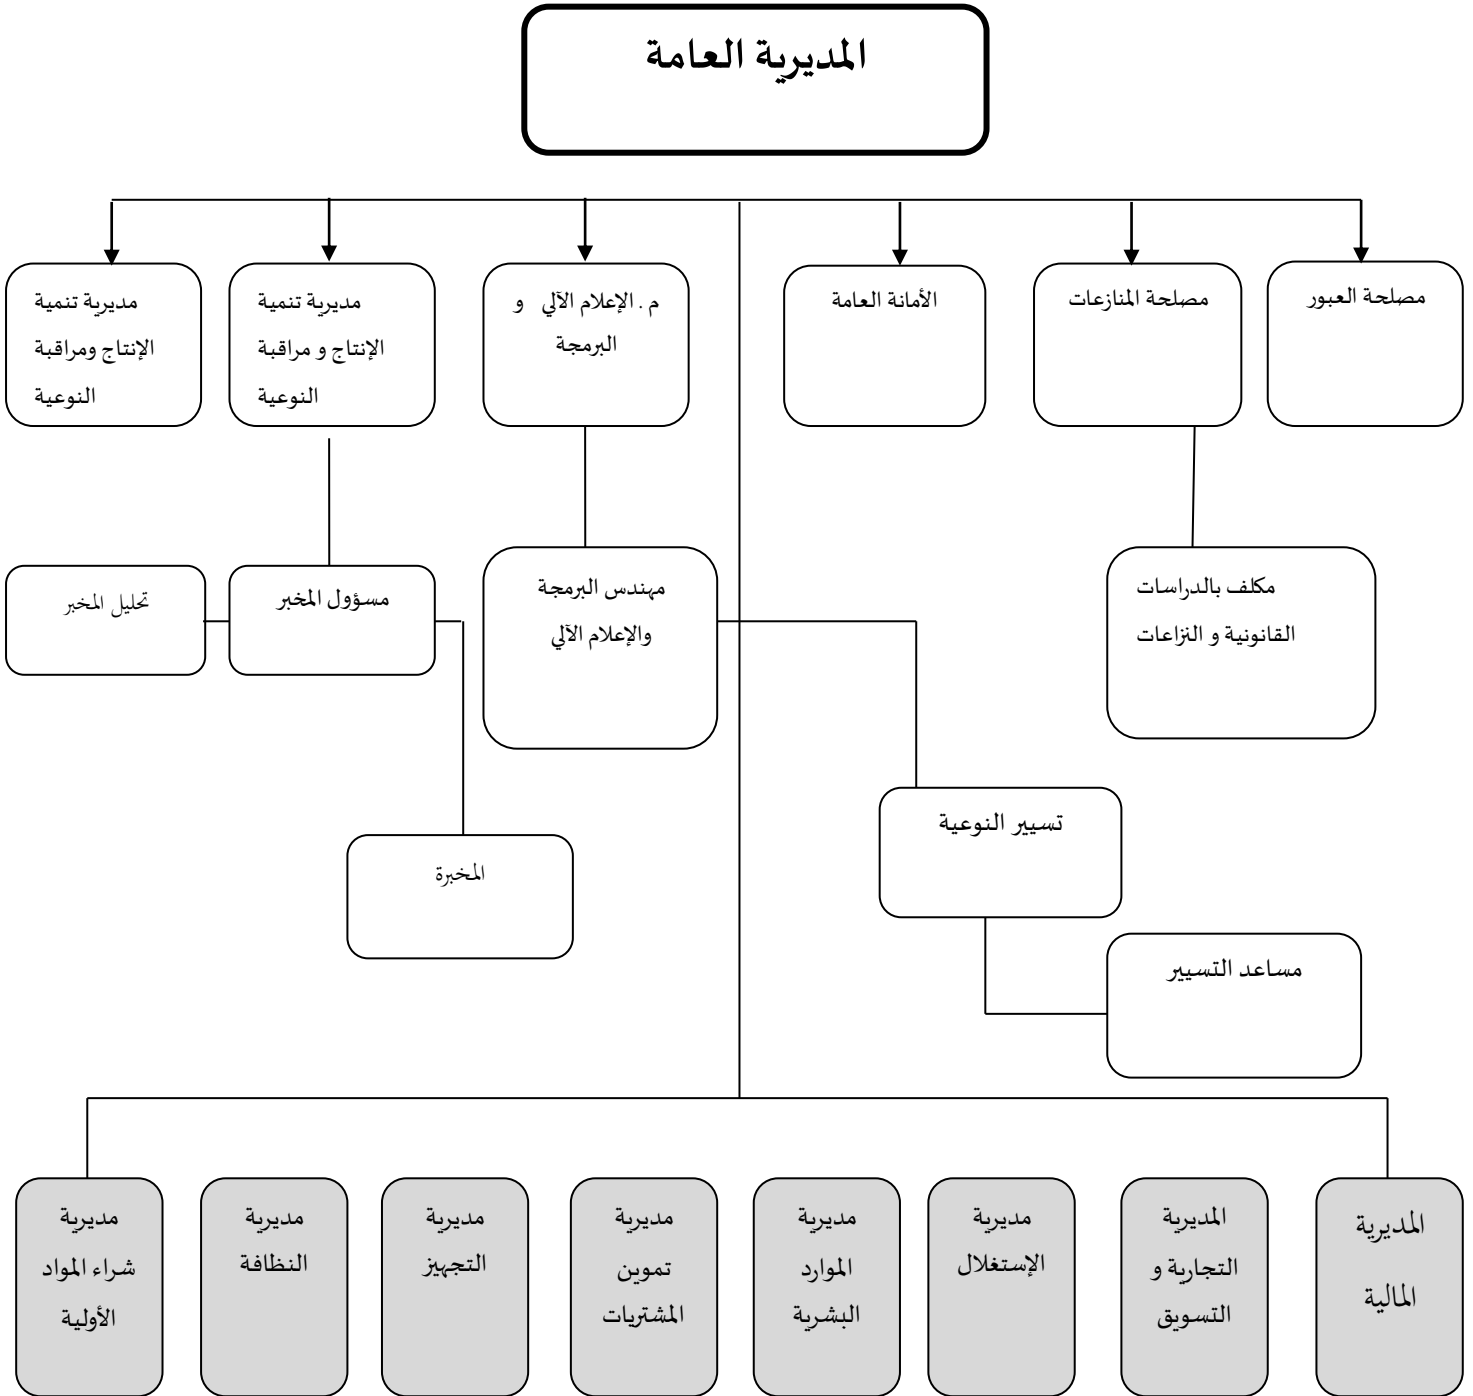 المديرية العامة
مصلحة العبور
مصلحة المنازعات
الأمانة العامة
م . الإعلام الآلي و
البرمجة
مديرية تنمية
الإنتاج و مراقبة
النوعية
مديرية تنمية
الإنتاج ومراقبة
النوعية
مكلف بالدراسات
القانونية و النزاعات
مهندس البرمجة
والإعلام الآلي
مسؤول المخبر
تحليل المخبر
تسيير النوعية
المخبرة
مساعد التسيير
المديرية
المالية
المديرية
التجارية و
التسويق
مديرية
الإستغلال
مديرية
الموارد
البشرية
مديرية
تموين
المشتريات
مديرية
التجهيز
مديرية
النظافة
مديرية
شراء المواد
الأولية